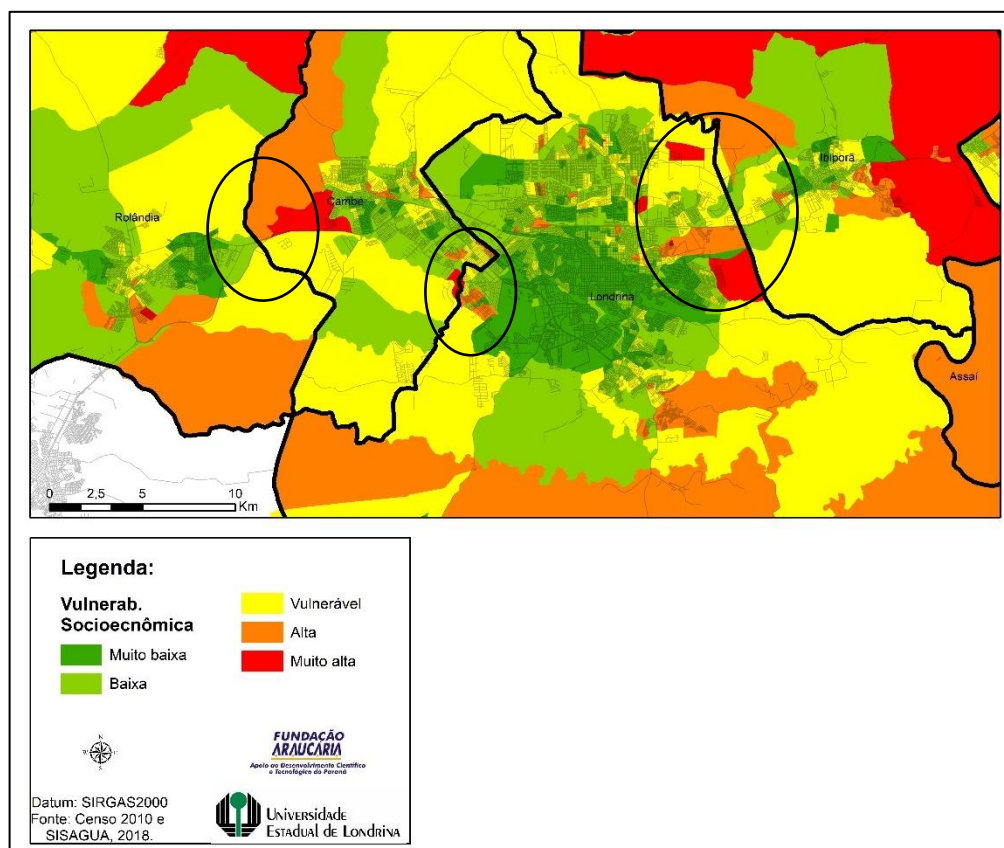 Ibiporã
Cambé
Rolândia
Londrina
Assaí
0 2,5 5 10
Km
Legenda:
Vulnerab.
Socioecnômica
Muito baixa
Baixa
Vulnerável
Alta
Muito alta
N
W
E
S
FUNDAÇÃO
ARAUCÁRIA
Apoio ao Desenvolvimento Científico
e Tecnológico do Paraná
Datum: SIRGAS2000
Fonte: Censo 2010 e
SISAGUA, 2018.
UNIVERSIDADE
ESTADUAL DE LONDRINA